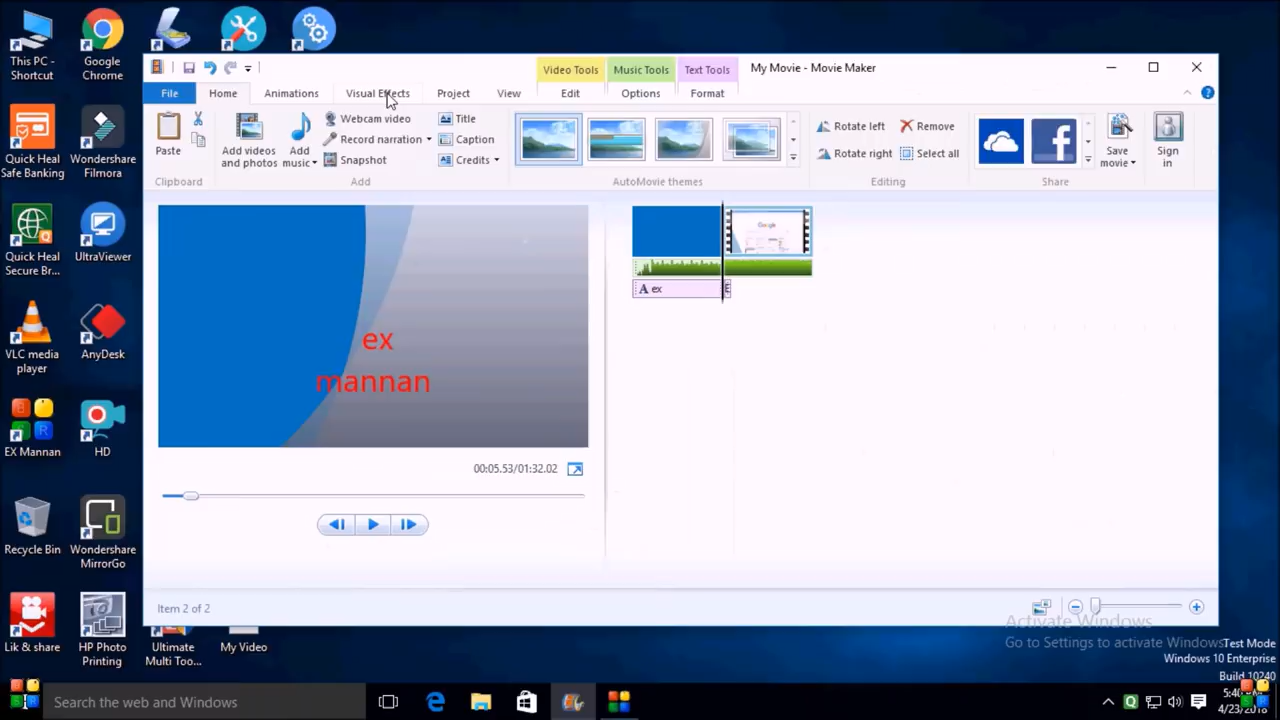 This PC - Shortcut
Google Chrome
Quick Heal Safe Banking
Wondershare Filmora
Quick Heal Secure Br...
UltraViewer
VLC media player
AnyDesk
EX Mannan
HD
Recycle Bin
Wondershare MirrorGo
Lik & share
HP Photo Printing
Ultimate Multi Too...
My Video
Video Tools
Music Tools
Text Tools
My Movie - Movie Maker
File
Home
Animations
Visual Effects
Project
View
Edit
Options
Format
Paste
Clipboard
Add videos and photos
Add music
Webcam video
Record narration
Snapshot
Title
Caption
Credits
Add
AutoMovie themes
Rotate left
Rotate right
Remove
Select all
Editing
Share
Save movie
Sign in
ex
mannan
00:05.53/01:32.02
Google
A ex
Item 2 of 2
Activate Windows
Go to Settings to activate Windows
Test Mode
Windows 10 Enterprise
Build 10240
Search the web and Windows
4/23/2018